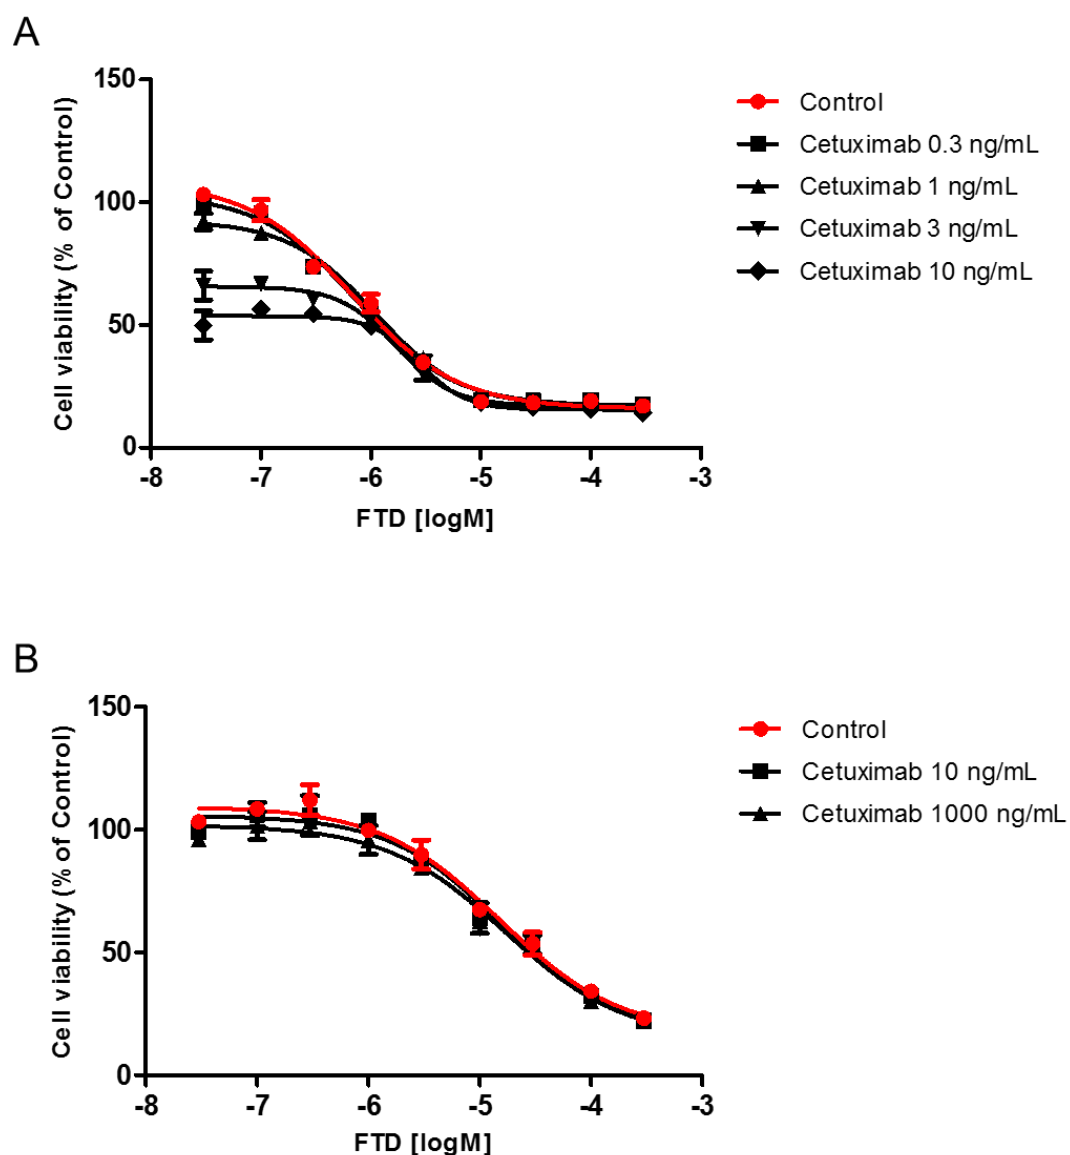 A
150
100
50
0
-8
-7
-6
-5
-4
-3
Cell viability (% of Control)
FTD [logM]
Control
Cetuximab 0.3 ng/mL
Cetuximab 1 ng/mL
Cetuximab 3 ng/mL
Cetuximab 10 ng/mL
B
150
100
50
0
-8
-7
-6
-5
-4
-3
Cell viability (% of Control)
FTD [logM]
Control
Cetuximab 10 ng/mL
Cetuximab 1000 ng/mL